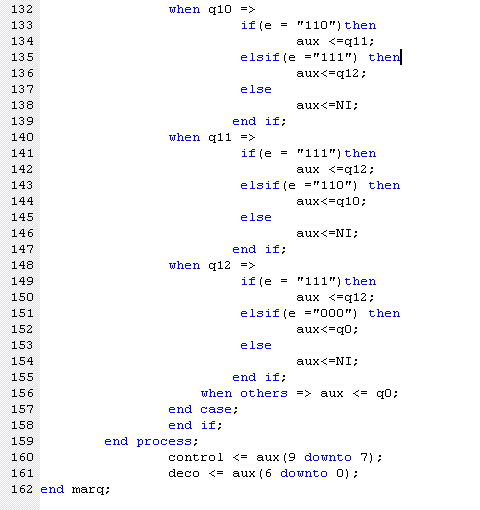 132 when q10 =>
133 if(e = "110")then
134 aux <=q11;
135 elsif(e ="111") then
136 aux<=q12;
137 else
138 aux<=NI;
139 end if;
140 when q11 =>
141 if(e = "111")then
142 aux <=q12;
143 elsif(e ="110") then
144 aux<=q10;
145 else
146 aux<=NI;
147 end if;
148 when q12 =>
149 if(e = "111")then
150 aux <=q12;
151 elsif(e ="000") then
152 aux<=q0;
153 else
154 aux<=NI;
155 end if;
156 when others => aux <= q0;
157 end case;
158 end if;
159 end process;
160 control <= aux(9 downto 7);
161 deco <= aux(6 downto 0);
162 end marq;